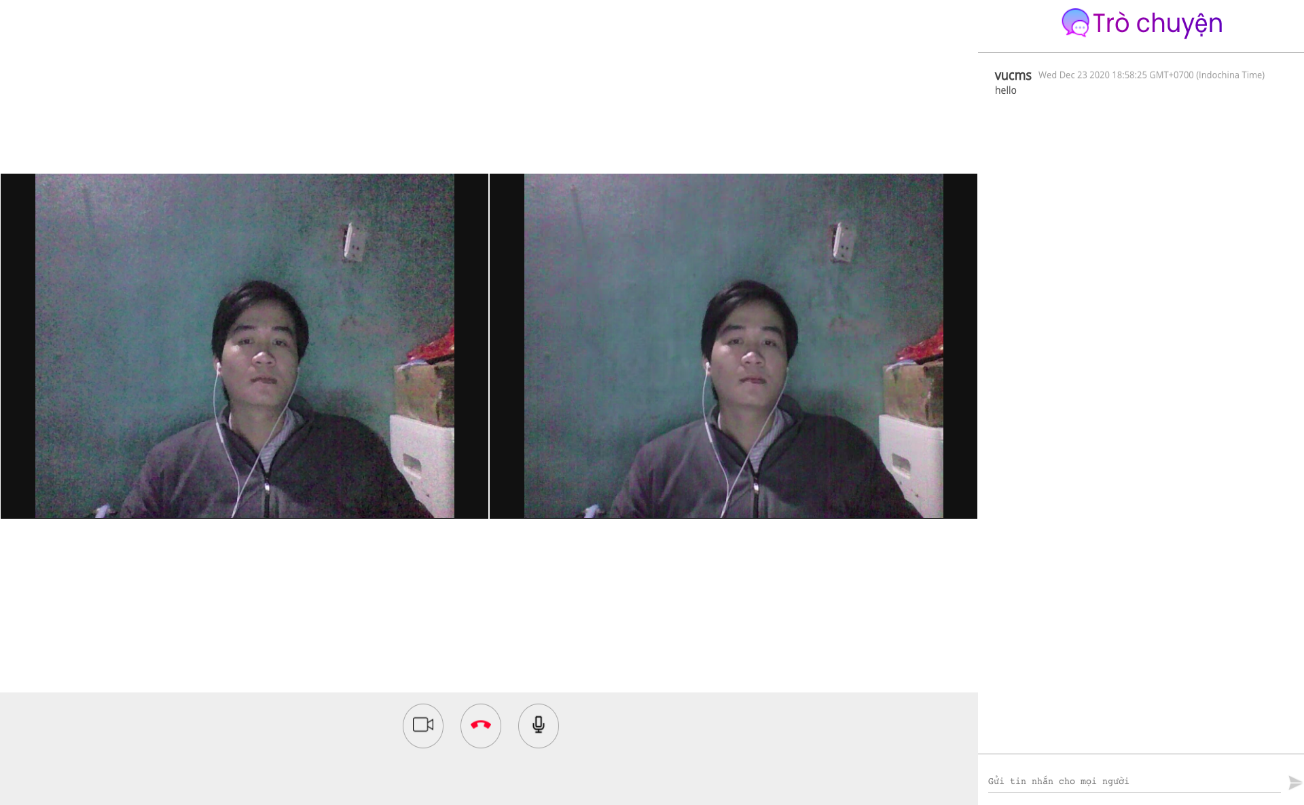 Trò chuyện
vucms Wed Dec 23 2020 18:58:25 GMT+0700 (Indochina Time)
hello
Gửi tin nhắn cho mọi người